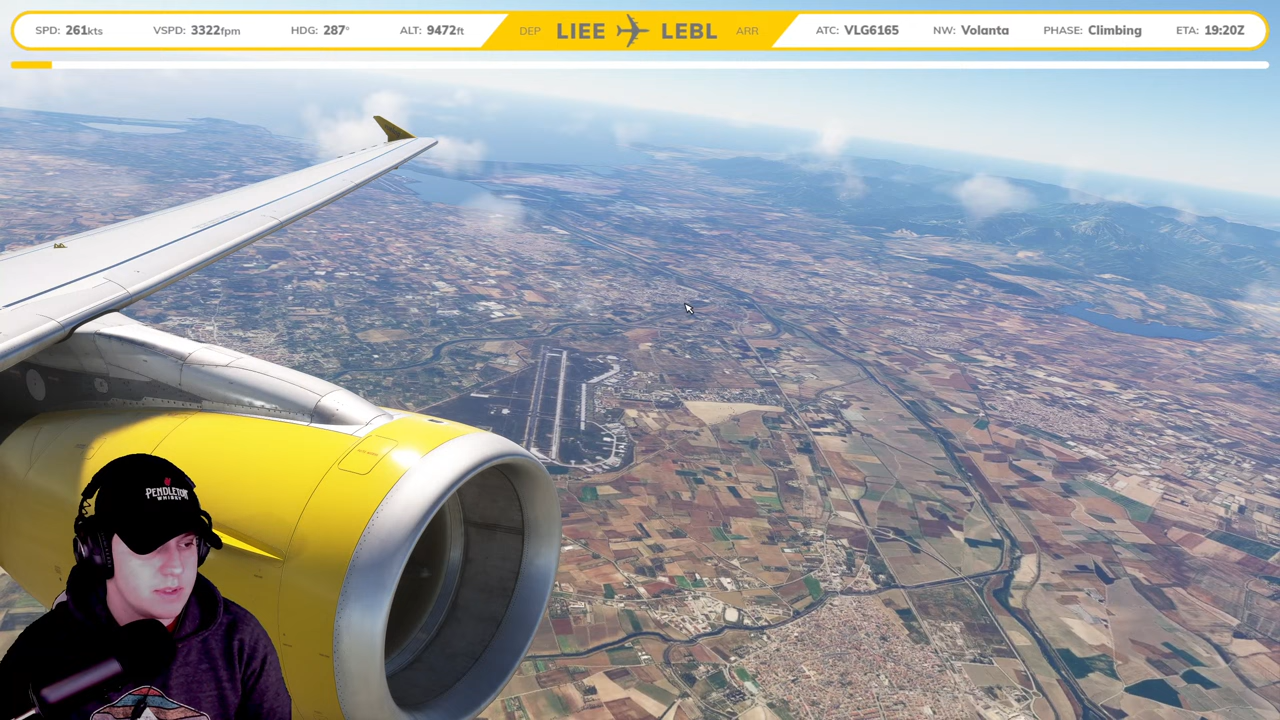 SPD: 261kts VSPD: 3322fpm HDG: 287° ALT: 9472ft DEP LIEE LEBL ARR ATC: VLG6165 NW: Volanta PHASE: Climbing ETA: 19:20Z
PENDLETON
WHISKY